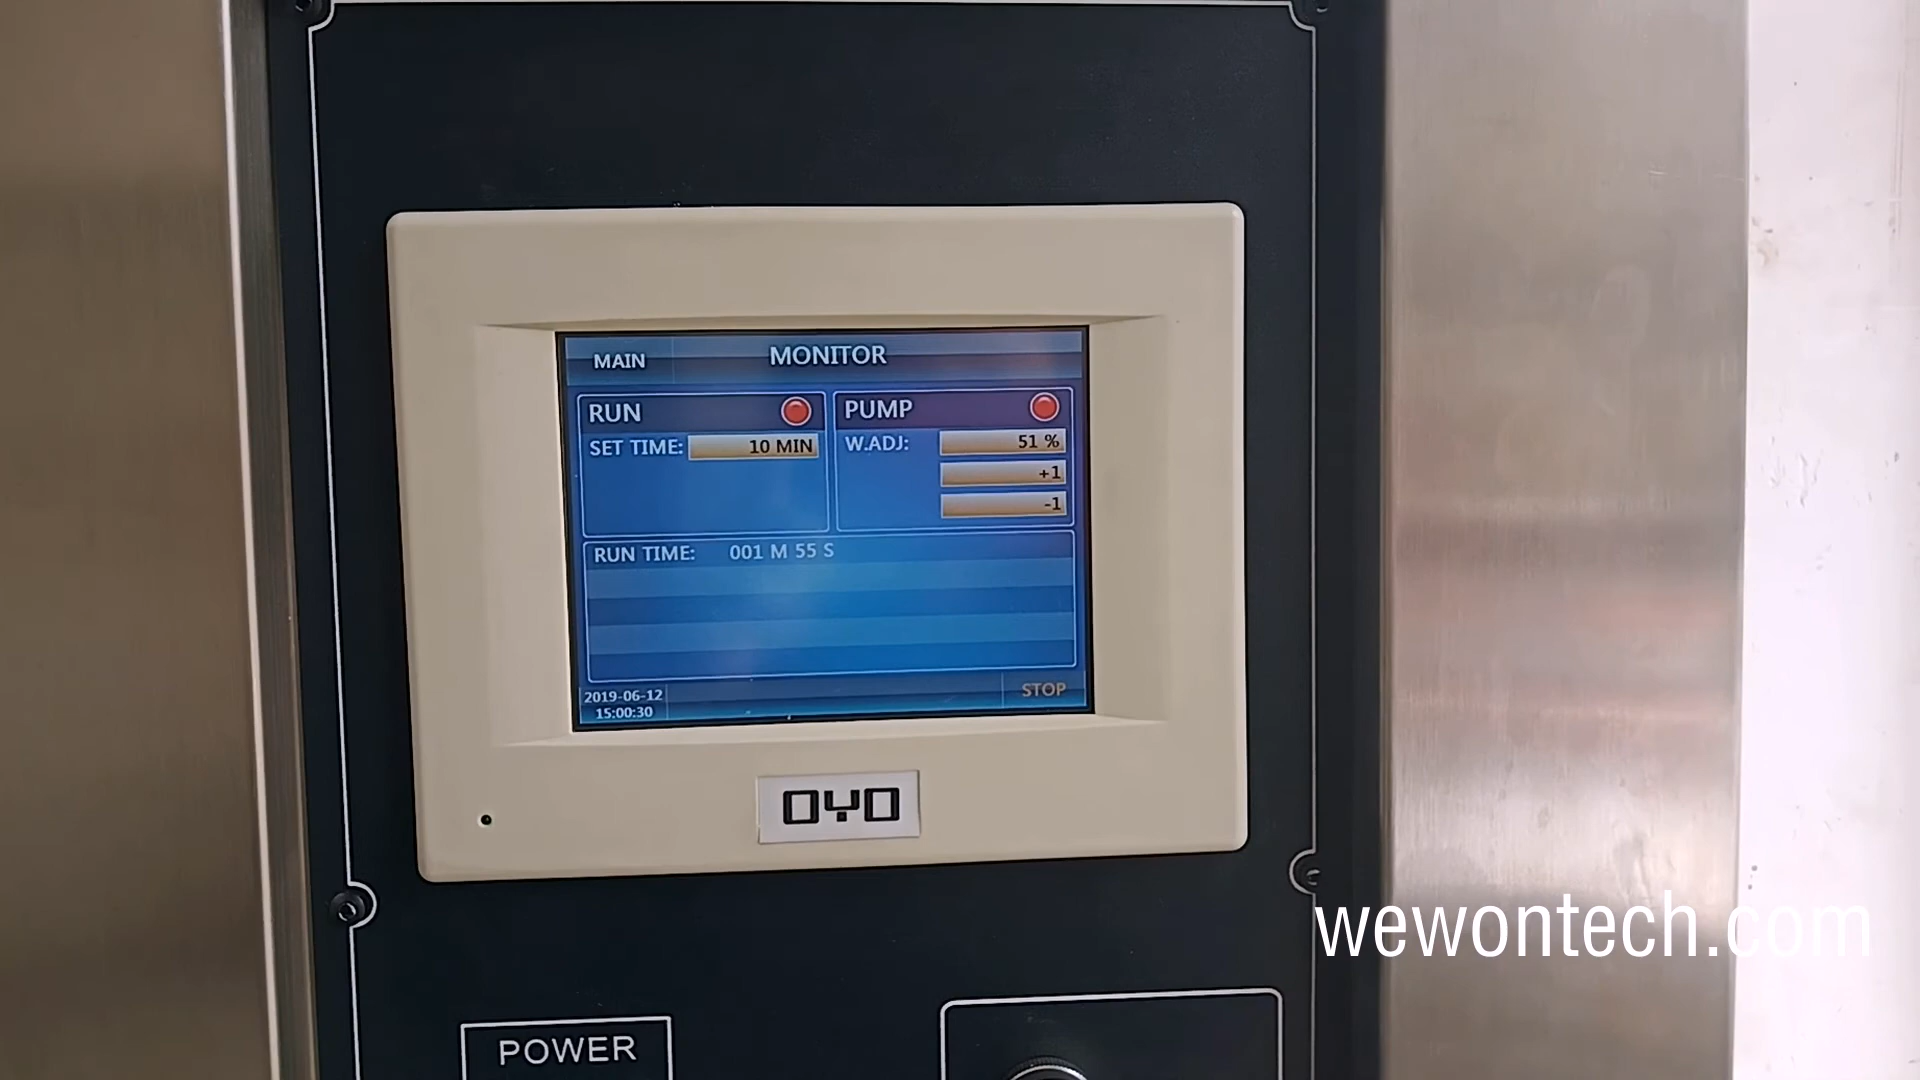 MAIN
MONITOR
RUN
SET TIME: 10 MIN
PUMP
W.ADJ: 51 %
+1
-1
RUN TIME: 001 M 55 S
2019-06-12
15:00:30
STOP
OYO
wewontech.com
POWER